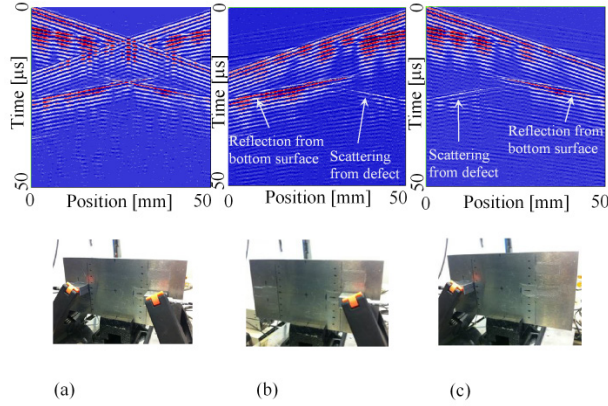 0
Time [μs]
50
0
Position [mm]
50
0
Time [μs]
50
Reflection from
bottom surface
Scattering
from defect
0
Position [mm]
50
0
Time [μs]
50
Scattering
from defect
Reflection from
bottom surface
0
Position [mm]
50
(a)
(b)
(c)